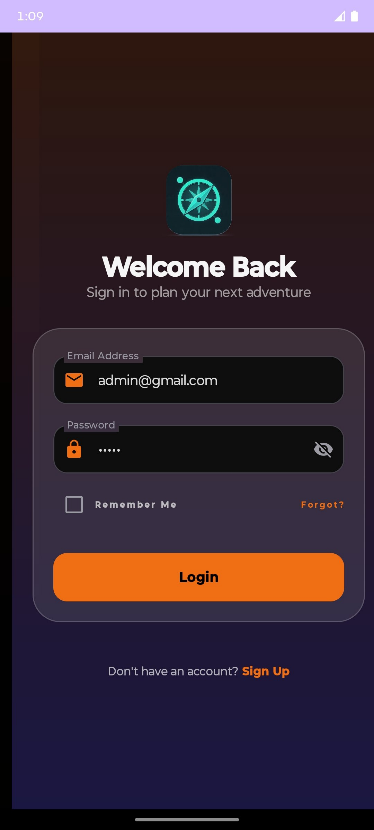 1:09
Welcome Back
Sign in to plan your next adventure
Email Address
admin@gmail.com
Password
•••••
Remember Me
Forgot?
Login
Don't have an account? Sign Up